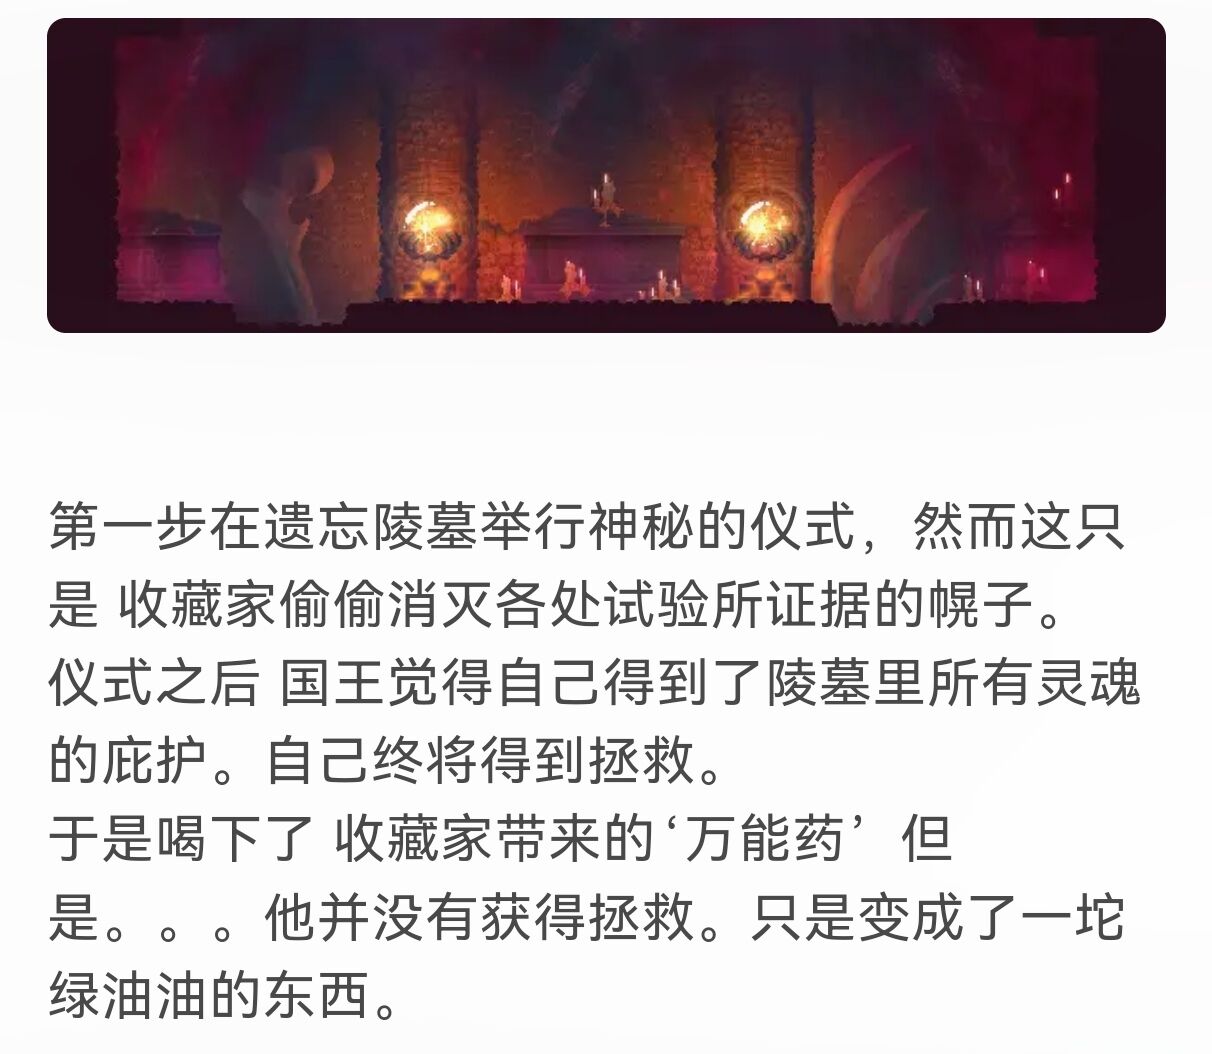 第一步在遗忘陵墓举行神秘的仪式，然而这只
是 收藏家偷偷消灭各处试验所证据的幌子。
仪式之后 国王觉得自己得到了陵墓里所有灵魂
的庇护。自己终将得到拯救。
于是喝下了 收藏家带来的‘万能药’ 但
是。。。他并没有获得拯救。只是变成了一坨
绿油油的东西。